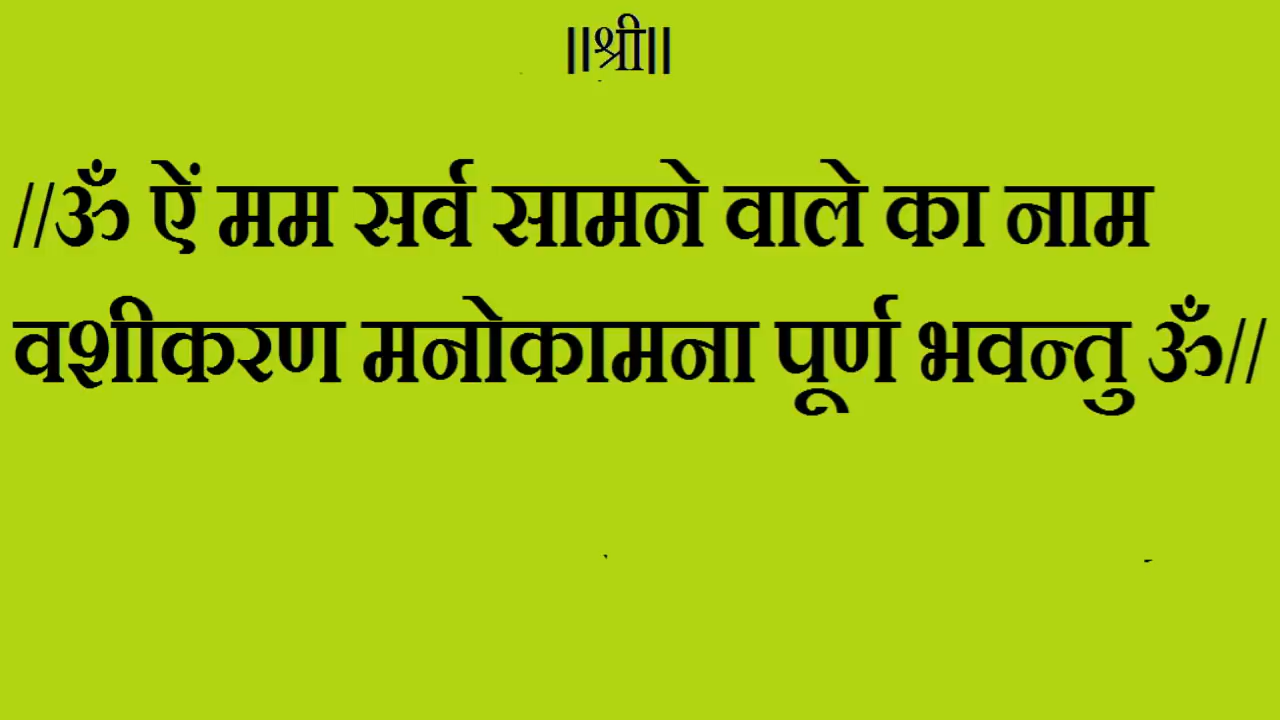 ||श्री||
//ॐ ऐं मम सर्व सामने वाले का नाम
वशीकरण मनोकामना पूर्ण भवन्तु ॐ//